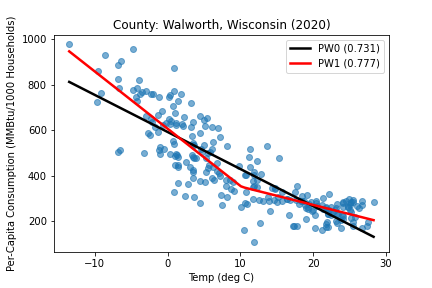 County: Walworth, Wisconsin (2020)
PW0 (0.731)
PW1 (0.777)
Per-Capita Consumption (MMBtu/1000 Households)
1000
800
600
400
200
−10
0
10
20
30
Temp (deg C)